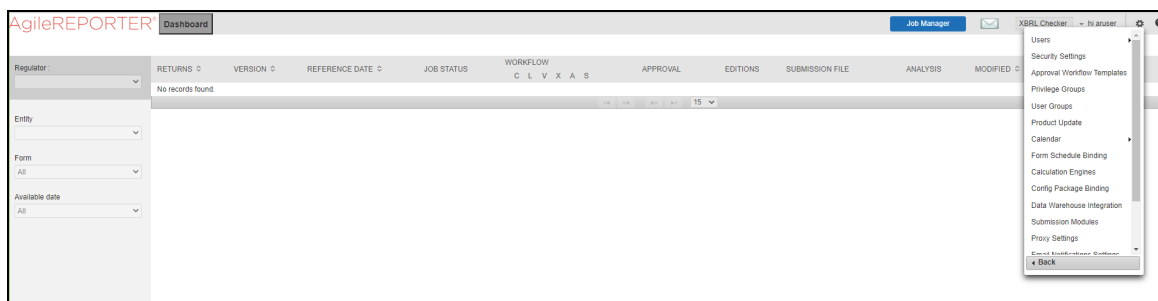 AgileREPORTER®
Dashboard
Job Manager
XBRL Checker
hi aruser
Regulator :
Entity
Form
All
Available date
All
RETURNS
VERSION
REFERENCE DATE
JOB STATUS
WORKFLOW
C L V X A S
APPROVAL
EDITIONS
SUBMISSION FILE
ANALYSIS
MODIFIED
No records found.
15
Users
Security Settings
Approval Workflow Templates
Privilege Groups
User Groups
Product Update
Calendar
Form Schedule Binding
Calculation Engines
Config Package Binding
Data Warehouse Integration
Submission Modules
Proxy Settings
Email Notifications Settings
Back